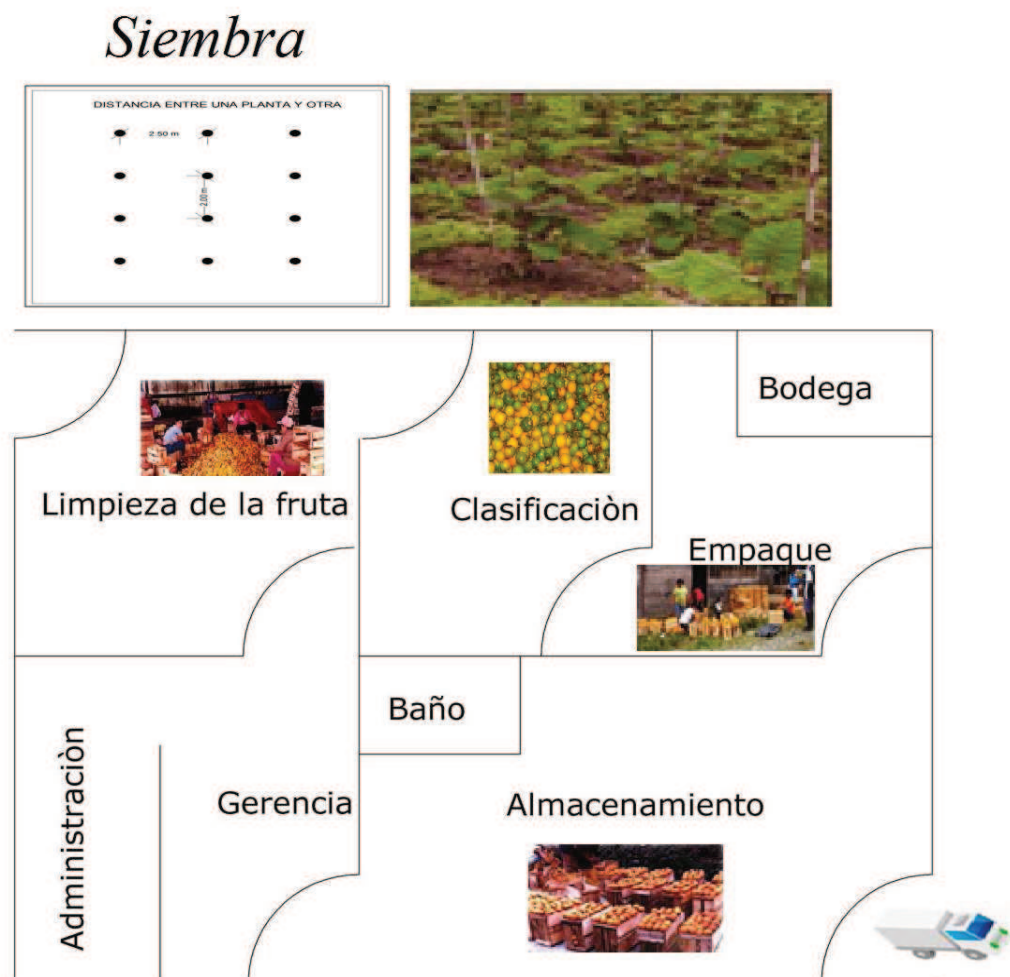 Siembra
DISTANCIA ENTRE UNA PLANTA Y OTRA
2.50 m
2,00 m
Bodega
Limpieza de la fruta
Clasificaciòn
Empaque
Baño
Administraciòn
Gerencia
Almacenamiento